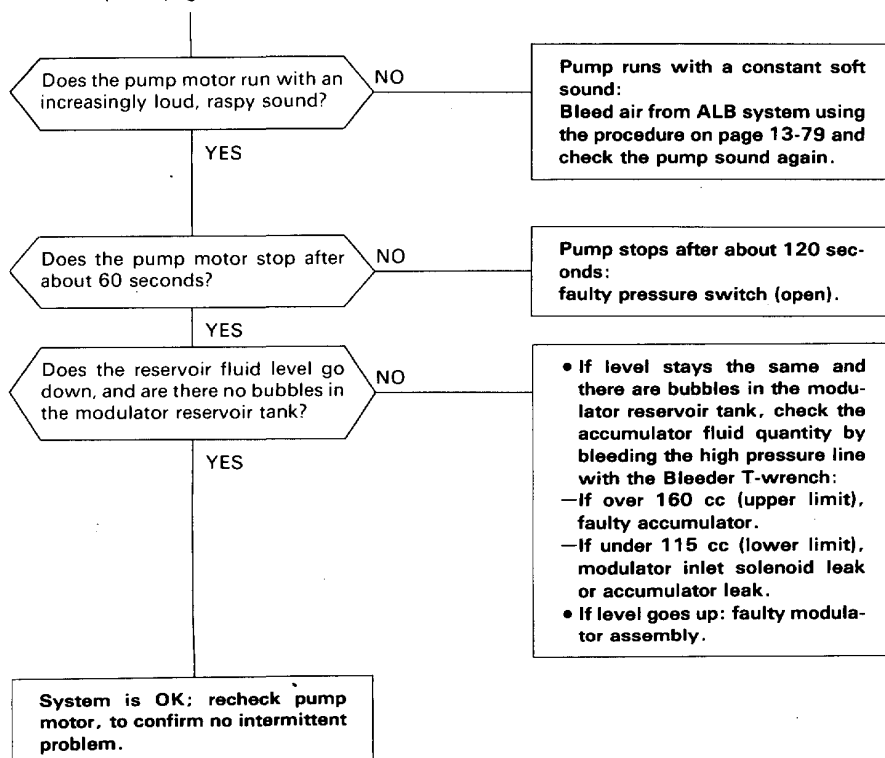 Does the pump motor run with an
increasingly loud, raspy sound?
NO
Pump runs with a constant soft
sound:
Bleed air from ALB system using
the procedure on page 13-79 and
check the pump sound again.
YES
Does the pump motor stop after
about 60 seconds?
NO
Pump stops after about 120 sec-
onds:
faulty pressure switch (open).
YES
Does the reservoir fluid level go
down, and are there no bubbles in
the modulator reservoir tank?
NO
• If level stays the same and
there are bubbles in the modu-
lator reservoir tank, check the
accumulator fluid quantity by
bleeding the high pressure line
with the Bleeder T-wrench:
—If over 160 cc (upper limit),
faulty accumulator.
—If under 115 cc (lower limit),
modulator inlet solenoid leak
or accumulator leak.
• If level goes up: faulty modula-
tor assembly.
YES
System is OK; recheck pump
motor, to confirm no intermittent
problem.